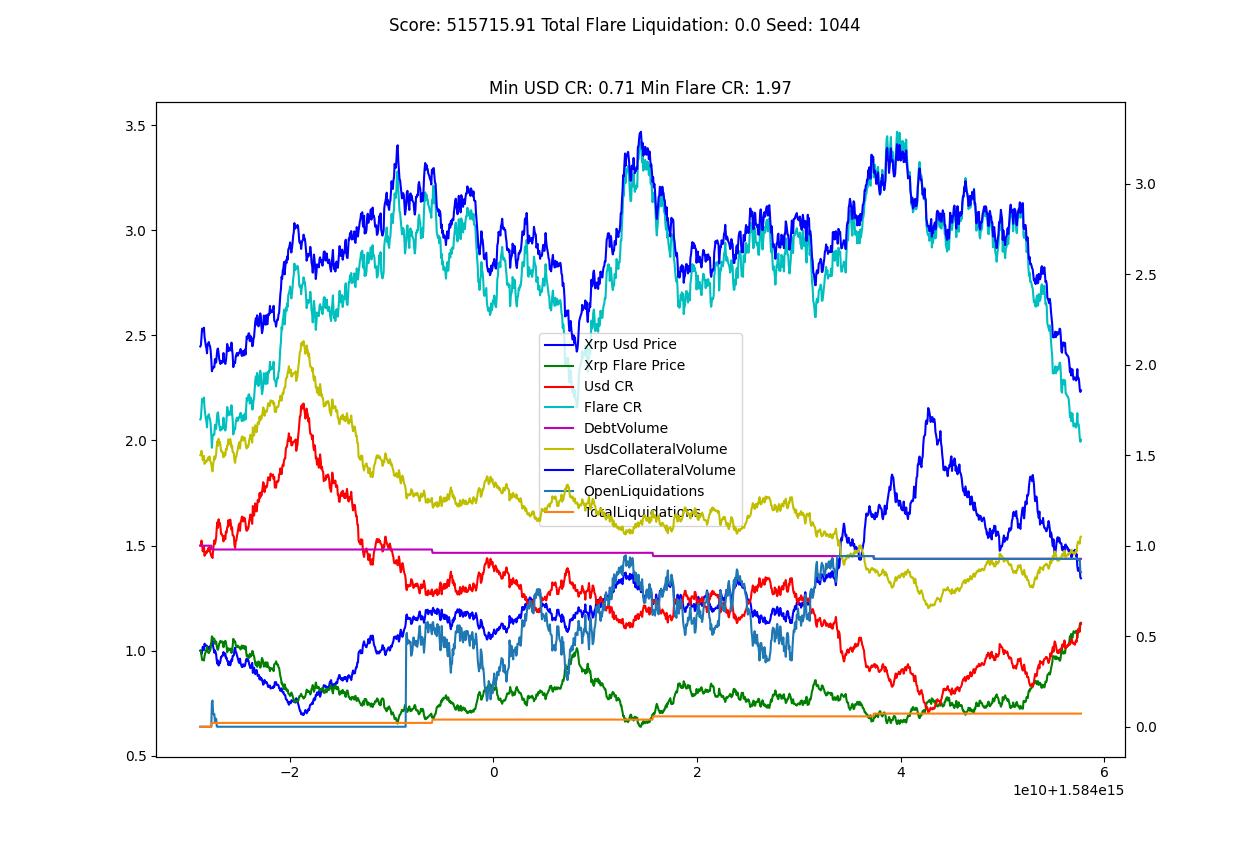 Score: 515715.91 Total Flare Liquidation: 0.0 Seed: 1044
Min USD CR: 0.71 Min Flare CR: 1.97
3.5
3.0
2.5
2.0
1.5
1.0
0.5
Xrp Usd Price
Xrp Flare Price
Usd CR
Flare CR
DebtVolume
UsdCollateralVolume
FlareCollateralVolume
OpenLiquidations
TotalLiquidations
3.0
2.5
2.0
1.5
1.0
0.5
0.0
−2 0 2 4 6
1e10+1.584e15